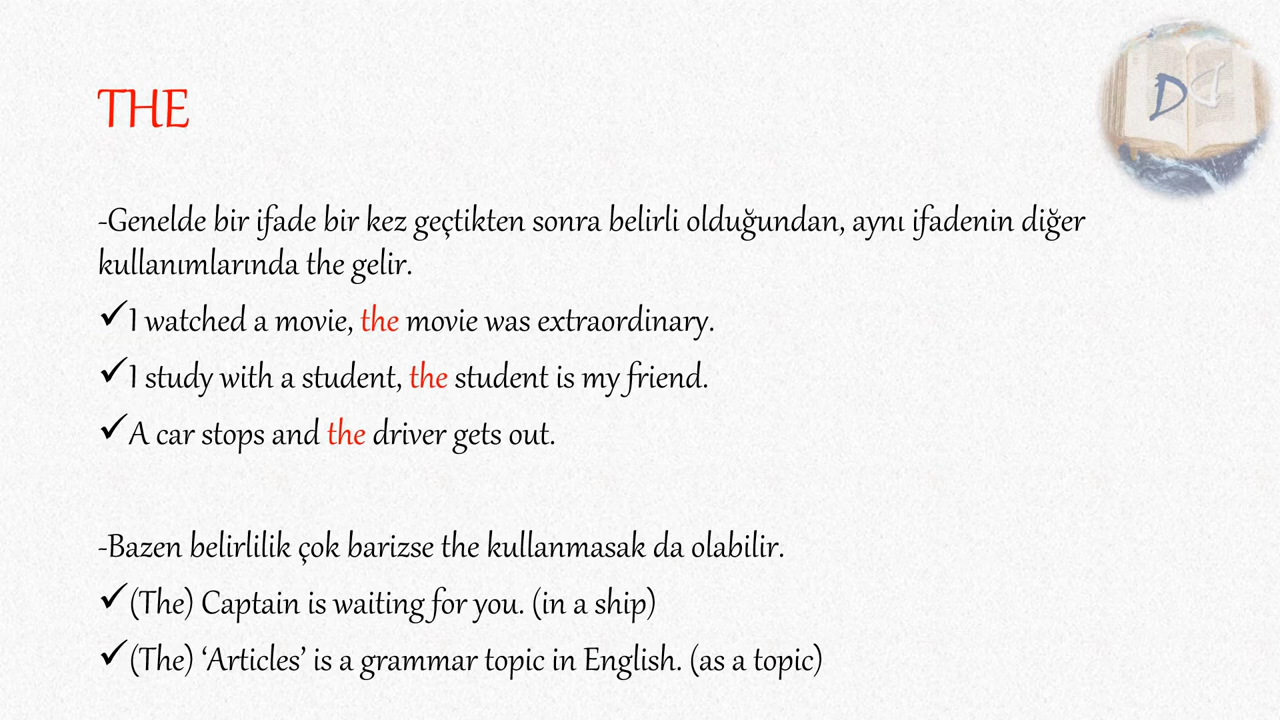 THE
-Genelde bir ifade bir kez geçtikten sonra belirli olduğundan, aynı ifadenin diğer
kullanımlarında the gelir.
✓I watched a movie, the movie was extraordinary.
✓I study with a student, the student is my friend.
✓A car stops and the driver gets out.
-Bazen belirlilik çok barizse the kullanmasak da olabilir.
✓(The) Captain is waiting for you. (in a ship)
✓(The) ‘Articles’ is a grammar topic in English. (as a topic)